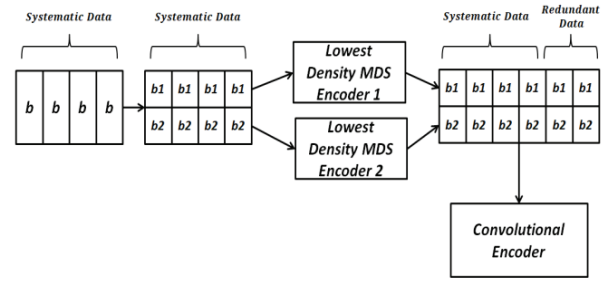 Systematic Data
Systematic Data
Systematic Data
Redundant
Data
b b b b
b1 b1 b1 b1
b2 b2 b2 b2
Lowest
Density MDS
Encoder 1
Lowest
Density MDS
Encoder 2
b1 b1 b1 b1 b1 b1
b2 b2 b2 b2 b2 b2
Convolutional
Encoder